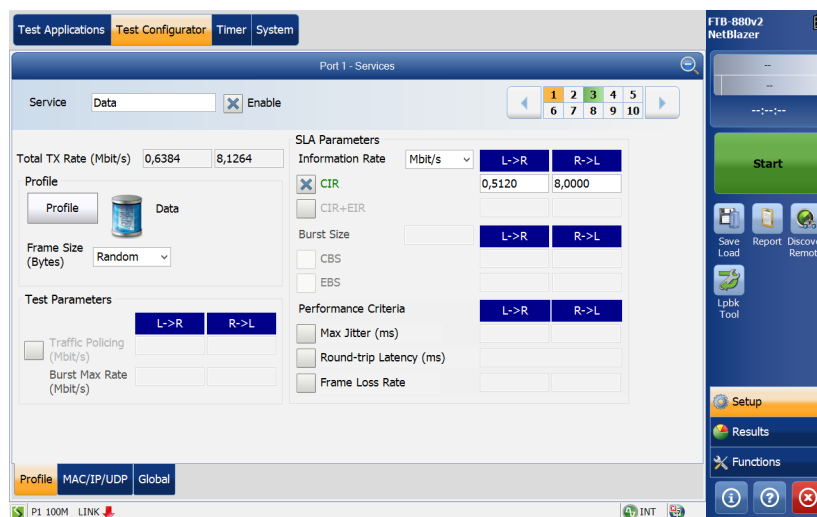 Test Applications Test Configurator Timer System
FTB-880v2
NetBlazer
Port 1 - Services
--
--
--:--:--
Service Data Enable
1 2 3 4 5
6 7 8 9 10
Total TX Rate (Mbit/s) 0,6384 8,1264
Profile
Profile Data
Frame Size
(Bytes) Random
Test Parameters
L->R R->L
Traffic Policing
(Mbit/s)
Burst Max Rate
(Mbit/s)
SLA Parameters
Information Rate Mbit/s L->R R->L
CIR 0,5120 8,0000
CIR+EIR
Burst Size L->R R->L
CBS
EBS
Performance Criteria L->R R->L
Max Jitter (ms)
Round-trip Latency (ms)
Frame Loss Rate
Start
Save
Load
Report
Discove
Remot
Lpbk
Tool
Setup
Results
Functions
Profile MAC/IP/UDP Global
P1 100M LINK
INT